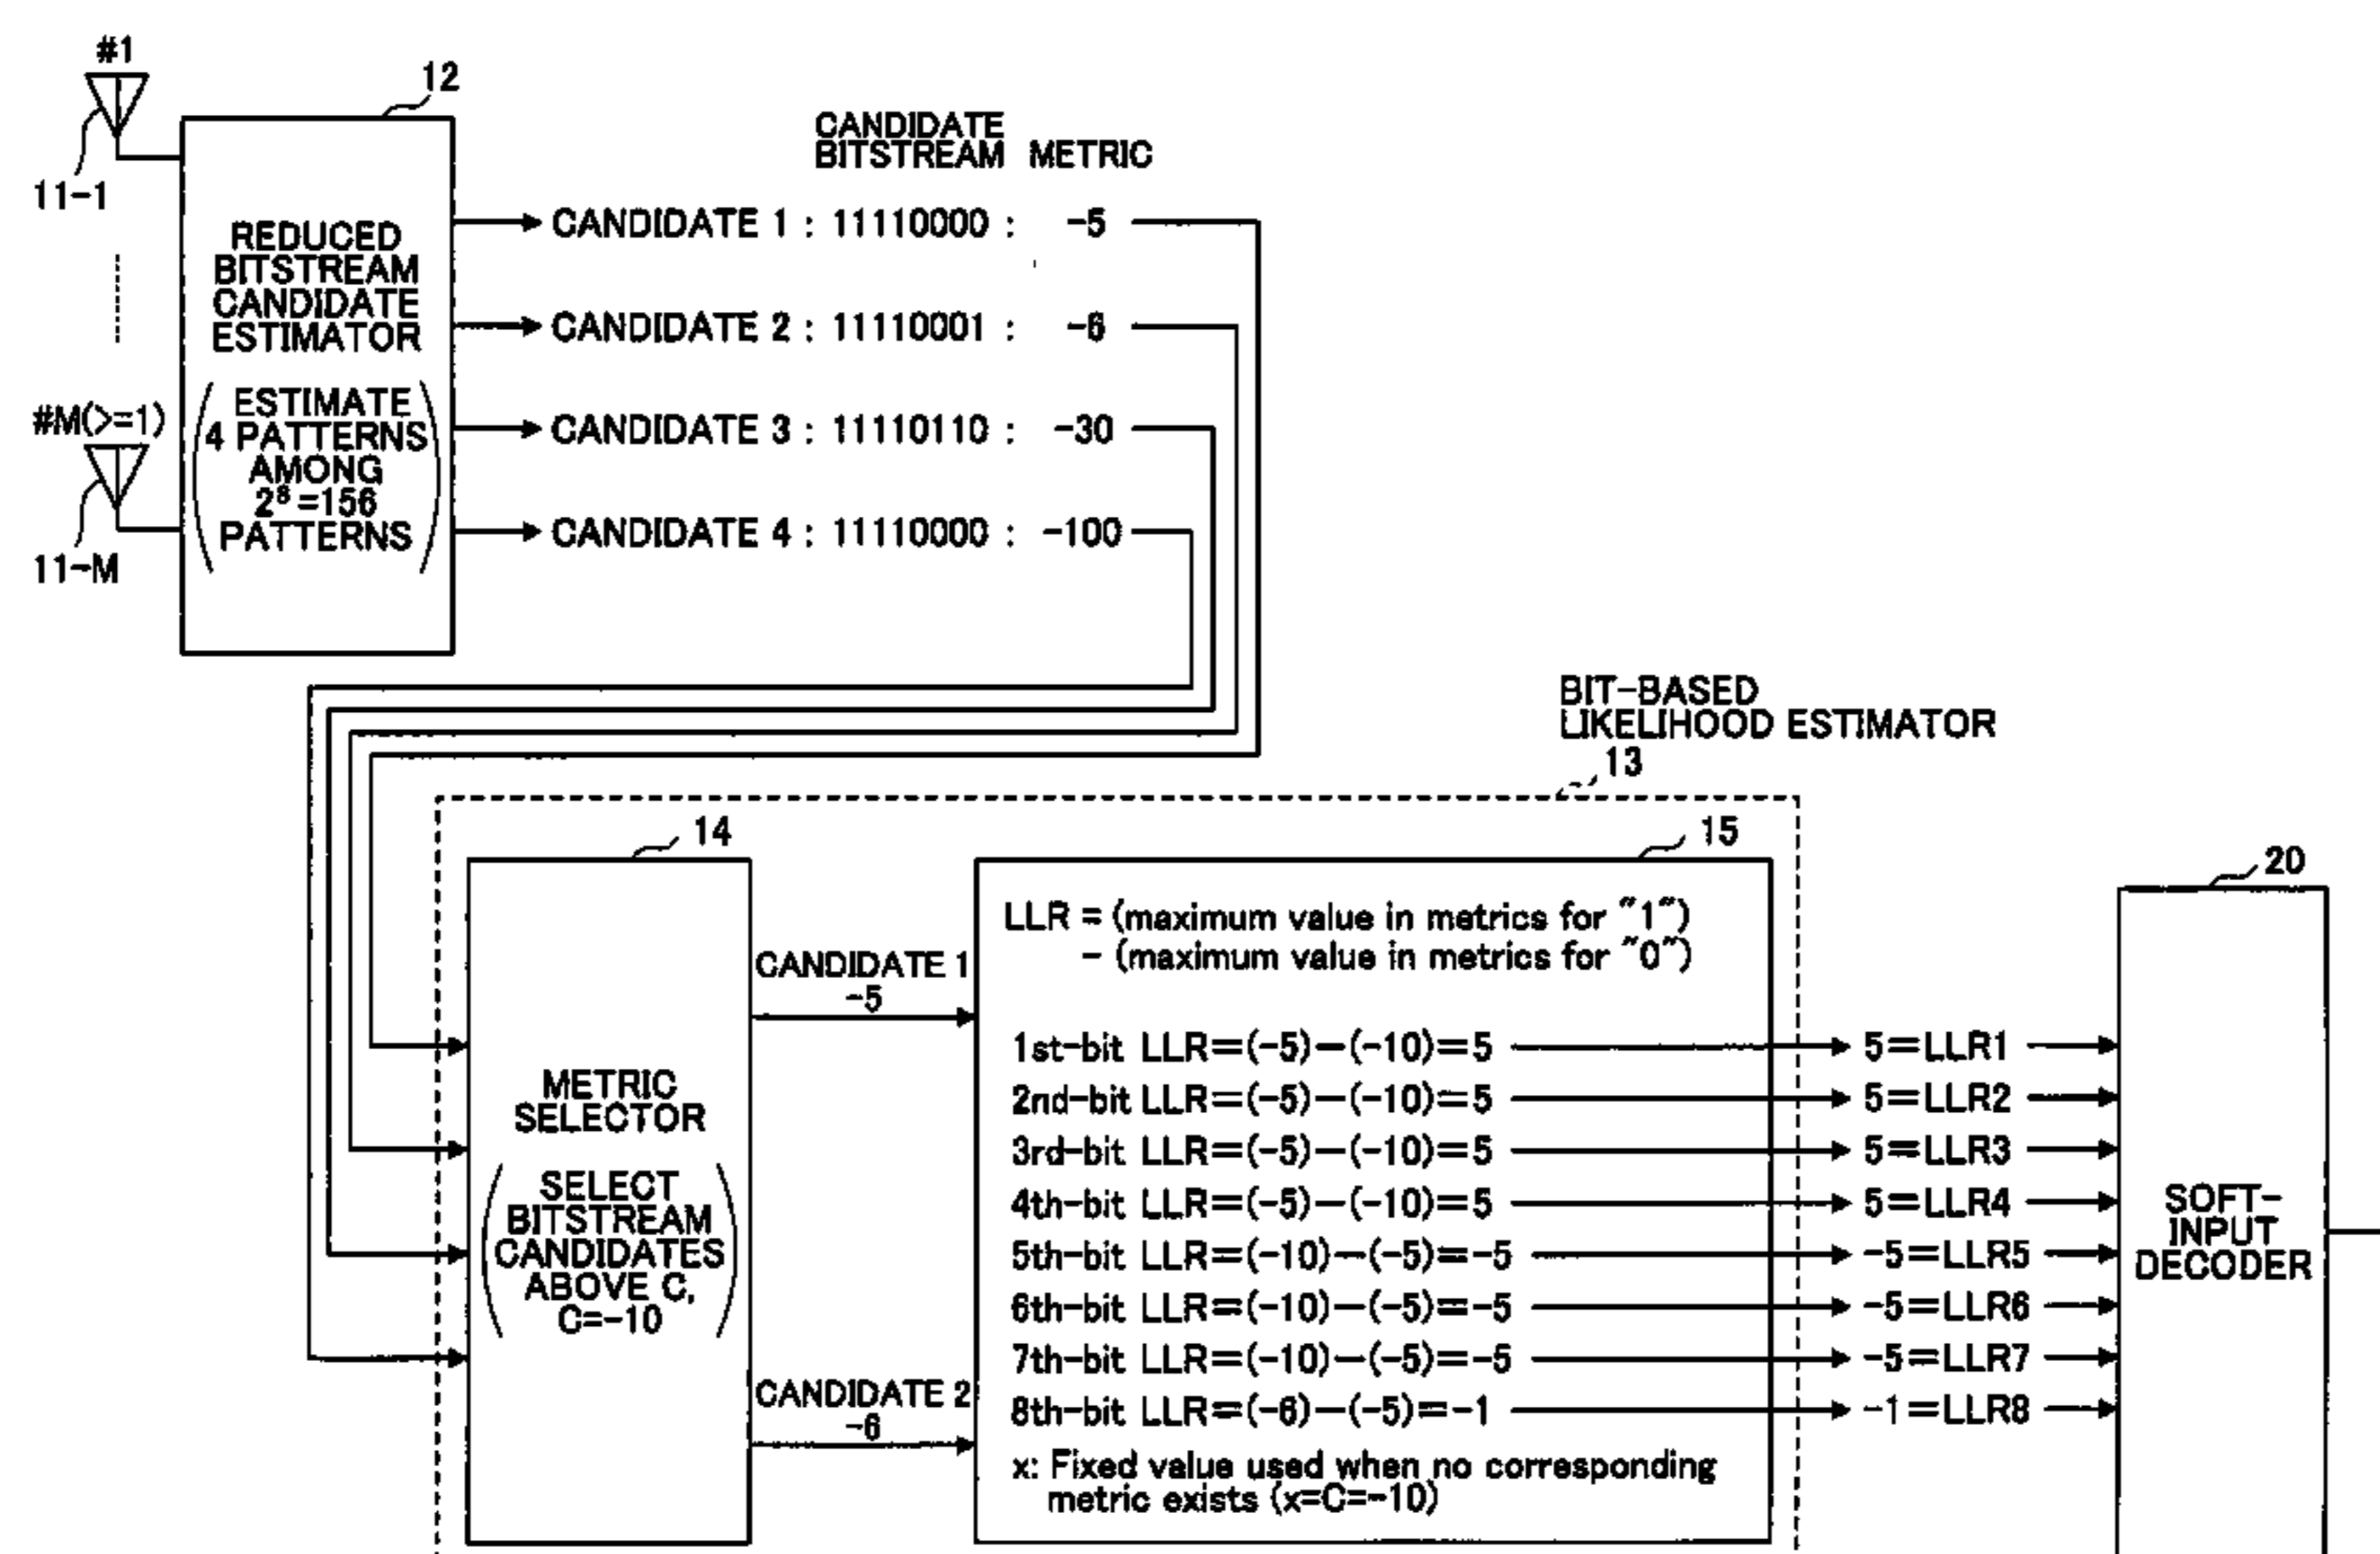 #1
12
11-1
CANDIDATE
BITSTREAM METRIC
REDUCED
BITSTREAM
CANDIDATE
ESTIMATOR
CANDIDATE 1 : 11110000 : -5
CANDIDATE 2 : 11110001 : -6
#M(>=1)
11-M
ESTIMATE
4 PATTERNS
AMONG
2⁸=156
PATTERNS
CANDIDATE 3 : 11110110 : -30
CANDIDATE 4 : 11110000 : -100
BIT-BASED
LIKELIHOOD ESTIMATOR
13
14
METRIC
SELECTOR
(SELECT
BITSTREAM
CANDIDATES
ABOVE C,
C=-10)
CANDIDATE 1
-5
CANDIDATE 2
-6
15
LLR = (maximum value in metrics for "1")
- (maximum value in metrics for "0")
1st-bit LLR=(-5)-(-10)=5
2nd-bit LLR=(-5)-(-10)=5
3rd-bit LLR=(-5)-(-10)=5
4th-bit LLR=(-5)-(-10)=5
5th-bit LLR=(-10)-(-5)=-5
6th-bit LLR=(-10)-(-5)=-5
7th-bit LLR=(-10)-(-5)=-5
8th-bit LLR=(-6)-(-5)=-1
x: Fixed value used when no corresponding
metric exists (x=C=-10)
5=LLR1
5=LLR2
5=LLR3
5=LLR4
-5=LLR5
-5=LLR6
-5=LLR7
-1=LLR8
20
SOFT-
INPUT
DECODER